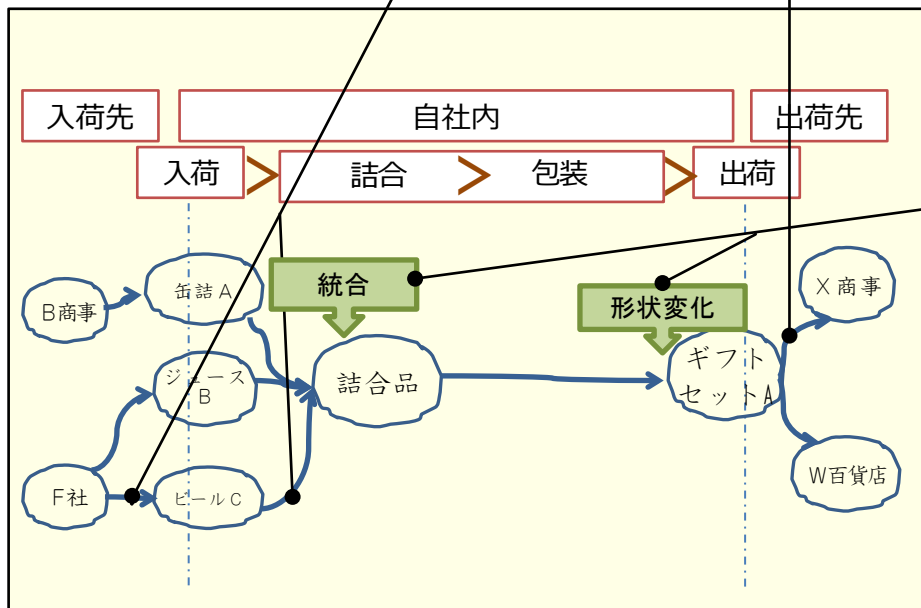 入荷先
自社内
出荷先
入荷
詰合
包装
出荷
統合
形状変化
B商事
缶詰A
X商事
ジュース
B
詰合品
ギフト
セットA
F社
ビールC
W百貨店